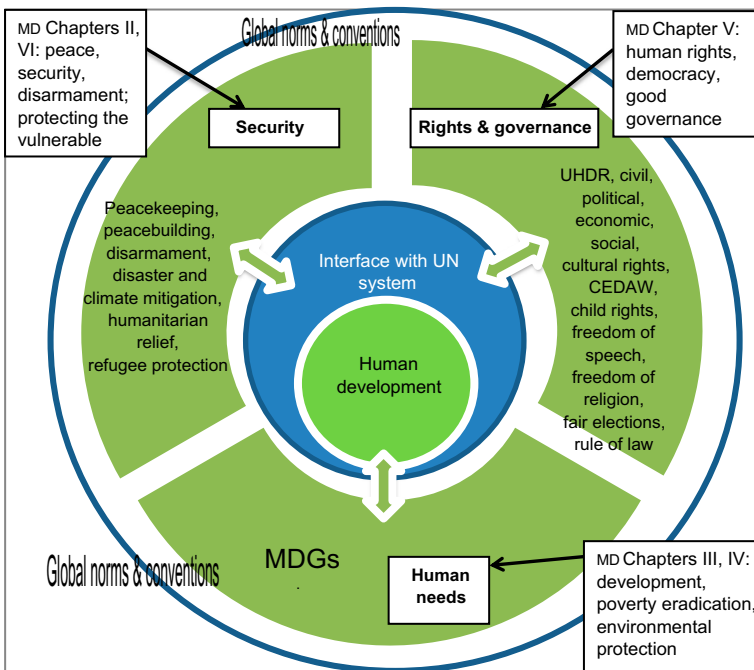 Global norms & conventions
MD Chapters II,
VI: peace,
security,
disarmament;
protecting the
vulnerable
MD Chapter V:
human rights,
democracy,
good
governance
Security
Rights & governance
Peacekeeping,
peacebuilding,
disarmament,
disaster and
climate mitigation,
humanitarian
relief,
refugee protection
UHDR, civil,
political,
economic,
social,
cultural rights,
CEDAW,
child rights,
freedom of
speech,
freedom of
religion,
fair elections,
rule of law
Interface with UN
system
Human
development
Global norms & conventions
MDGs
.
Human
needs
MD Chapters III, IV:
development,
poverty eradication,
environmental
protection